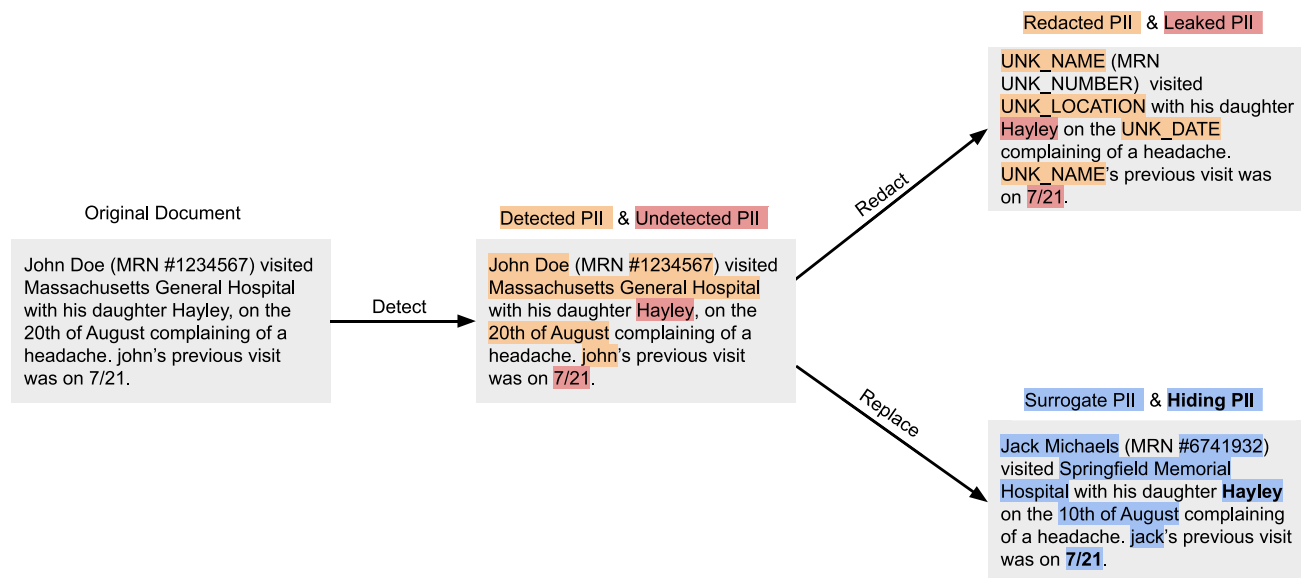 Original Document
John Doe (MRN #1234567) visited
Massachusetts General Hospital
with his daughter Hayley, on the
20th of August complaining of a
headache. john's previous visit
was on 7/21.
Detect
Detected PII & Undetected PII
John Doe (MRN #1234567) visited
Massachusetts General Hospital
with his daughter Hayley, on the
20th of August complaining of a
headache. john's previous visit
was on 7/21.
Redact
Redacted PII & Leaked PII
UNK_NAME (MRN
UNK_NUMBER) visited
UNK_LOCATION with his daughter
Hayley on the UNK_DATE
complaining of a headache.
UNK_NAME's previous visit was
on 7/21.
Replace
Surrogate PII & Hiding PII
Jack Michaels (MRN #6741932)
visited Springfield Memorial
Hospital with his daughter Hayley
on the 10th of August complaining
of a headache. jack's previous visit
was on 7/21.